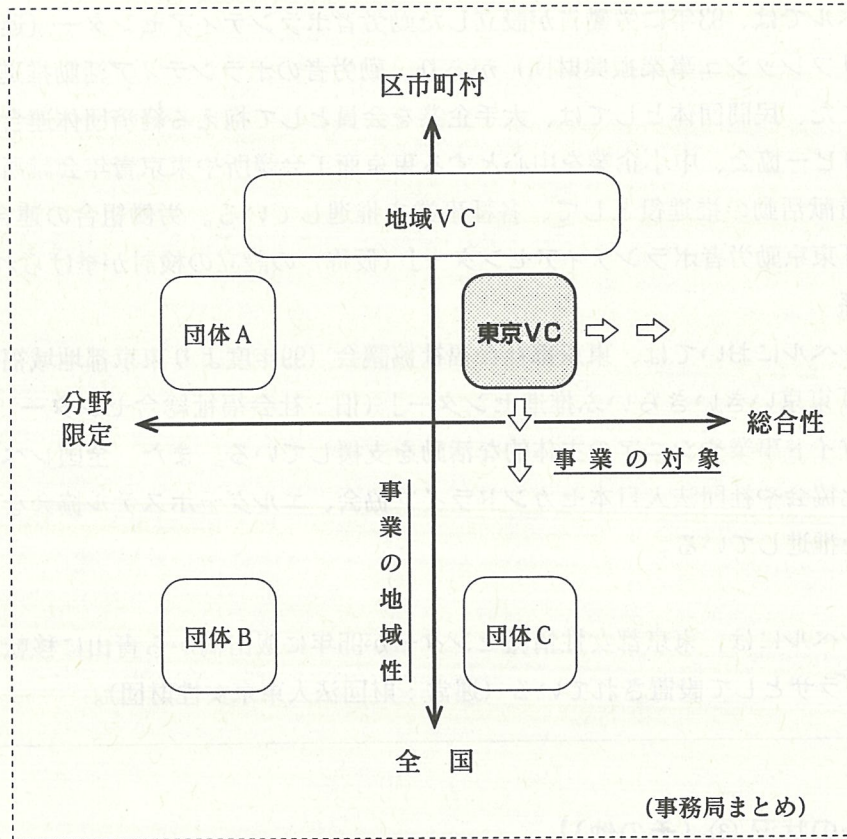 区市町村
地域ＶＣ
団体Ａ
東京VC
分野
限定
総合性
事業の対象
事業の地域性
団体Ｂ
団体Ｃ
全　国
（事務局まとめ）